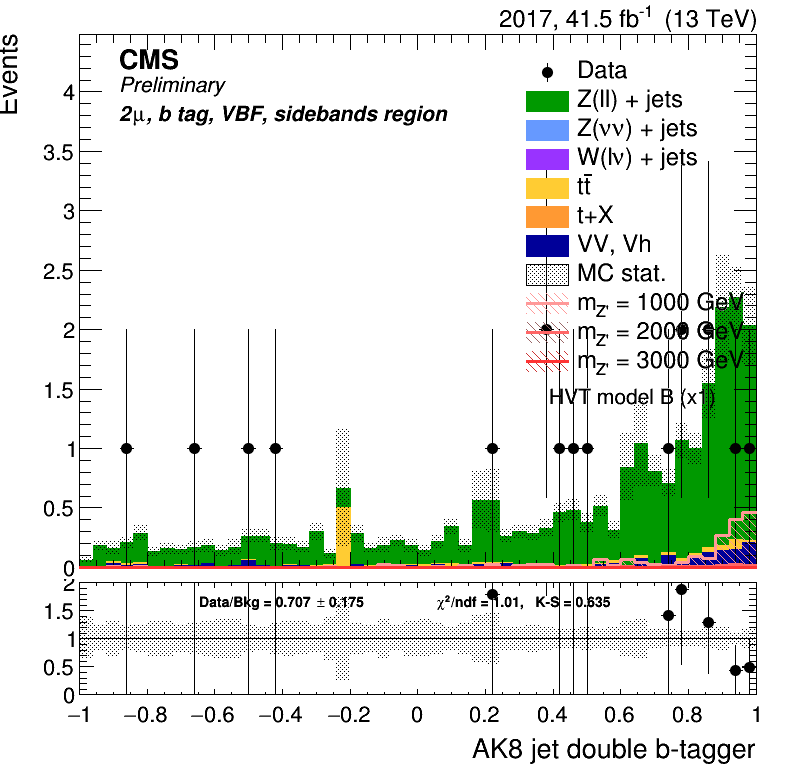 2017, 41.5 fb⁻¹ (13 TeV)
Events
CMS
Preliminary
2μ, b tag, VBF, sidebands region
Data
Z(ll) + jets
Z(νν) + jets
W(lν) + jets
tt̄
t+X
VV, Vh
MC stat.
m_Z' = 1000 GeV
m_Z' = 2000 GeV
m_Z' = 3000 GeV
HVT model B (x1)
4
3.5
3
2.5
2
1.5
1
0.5
0
Data/Bkg = 0.707 ± 0.175 χ²/ndf = 1.01, K-S = 0.635
2
1.5
1
0.5
0
−1 −0.8 −0.6 −0.4 −0.2 0 0.2 0.4 0.6 0.8 1
AK8 jet double b-tagger